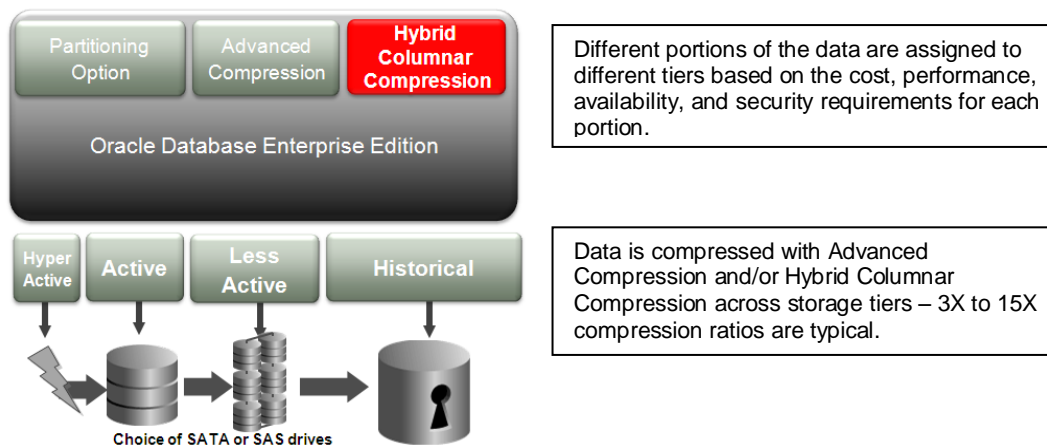 Partitioning
Option
Advanced
Compression
Hybrid
Columnar
Compression
Oracle Database Enterprise Edition
Different portions of the data are assigned to
different tiers based on the cost, performance,
availability, and security requirements for each
portion.
Hyper
Active
Active
Less
Active
Historical
Data is compressed with Advanced
Compression and/or Hybrid Columnar
Compression across storage tiers – 3X to 15X
compression ratios are typical.
Choice of SATA or SAS drives